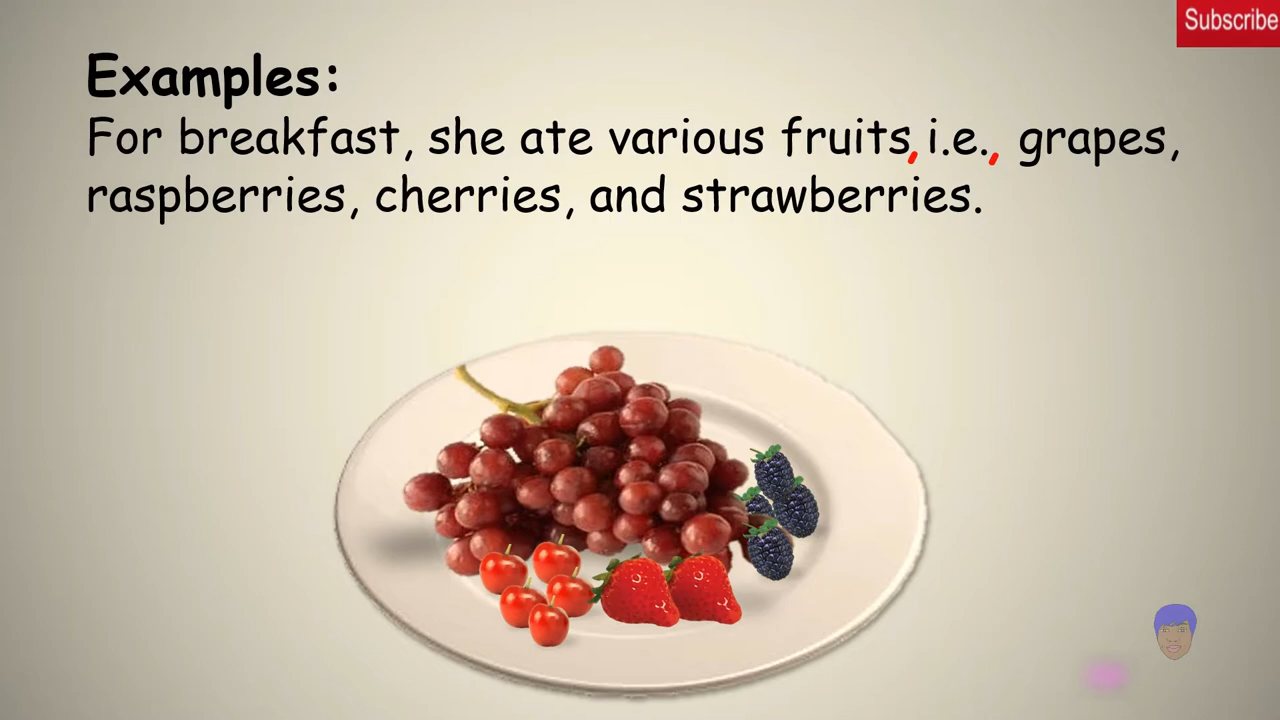 Subscribe
Examples:
For breakfast, she ate various fruits, i.e., grapes,
raspberries, cherries, and strawberries.